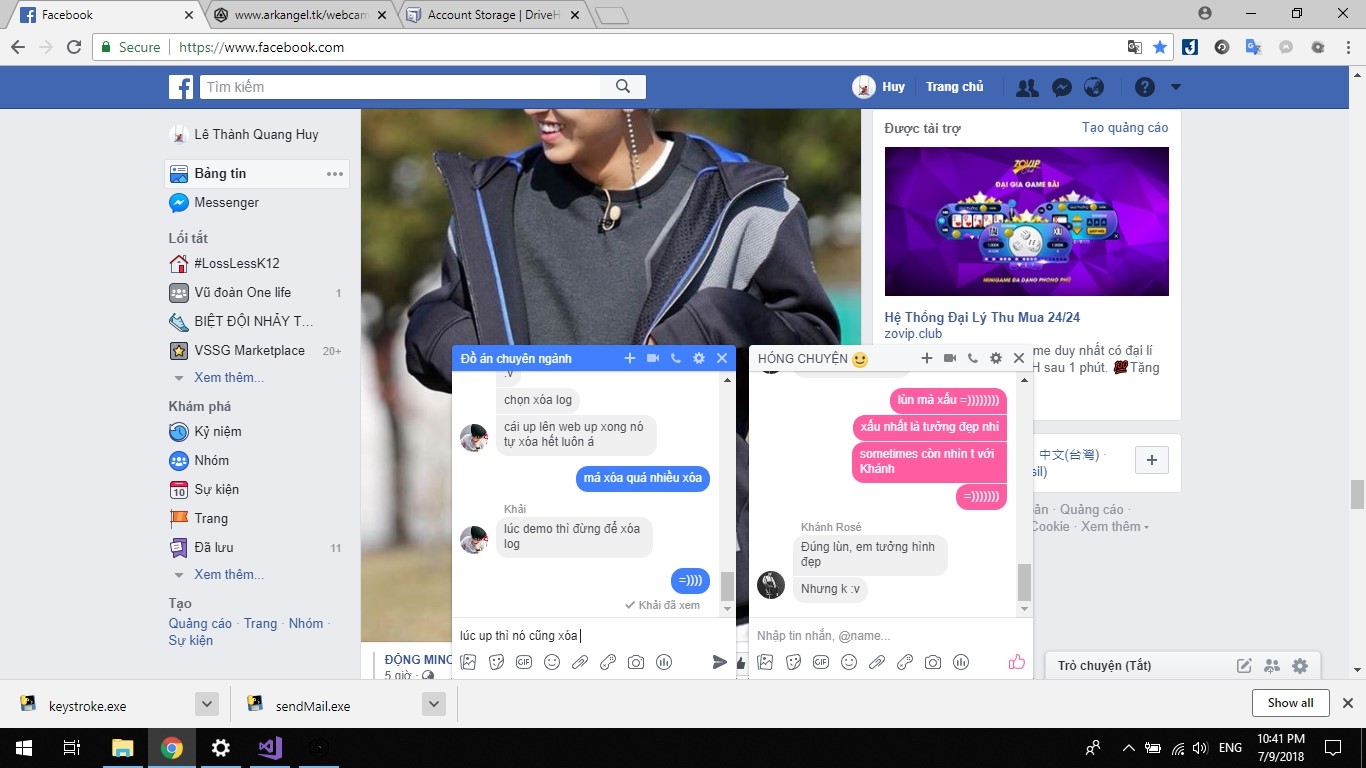 Facebook
www.arkangel.tk/webcam
Account Storage | DriveH
Secure
https://www.facebook.com
Tìm kiếm
Huy
Trang chủ
Lê Thành Quang Huy
Bảng tin
Messenger
Lối tắt
#LossLessK12
Vũ đoàn One life 1
BIỆT ĐỘI NHẢY T...
VSSG Marketplace 20+
Xem thêm...
Khám phá
Kỷ niệm
Nhóm
10 Sự kiện
Trang
Đã lưu 11
Xem thêm...
Tạo
Quảng cáo · Trang · Nhóm ·
Sự kiện
ĐỘNG MINC
5 giờ ·
Đồ án chuyên ngành
:v
chọn xóa log
cái up lên web up xong nó
tự xóa hết luôn á
má xóa quá nhiều xóa
Khải
lúc demo thì đừng để xóa
log
=))))
Khải đã xem
lúc up thì nó cũng xóa
GIF
HÓNG CHUYỆN
lùn mà xấu =))))))))
xấu nhất là tưởng đẹp nhỉ
sometimes còn nhìn t với
Khánh
=)))))))
Khánh Rosé
Đúng lùn, em tưởng hình
đẹp
Nhưng k :v
Nhập tin nhắn, @name...
GIF
Được tài trợ
Tạo quảng cáo
ZOVIP
Club
ĐẠI GIA GAME BÀI
MINIGAME ĐA DẠNG PHONG PHÚ
Hệ Thống Đại Lý Thu Mua 24/24
zovip.club
me duy nhất có đại lí
H sau 1 phút. 💯 Tặng
中文(台灣) ·
sil)
Quảng cáo ·
Cookie · Xem thêm
Trò chuyện (Tắt)
keystroke.exe
sendMail.exe
Show all
ENG
10:41 PM
7/9/2018